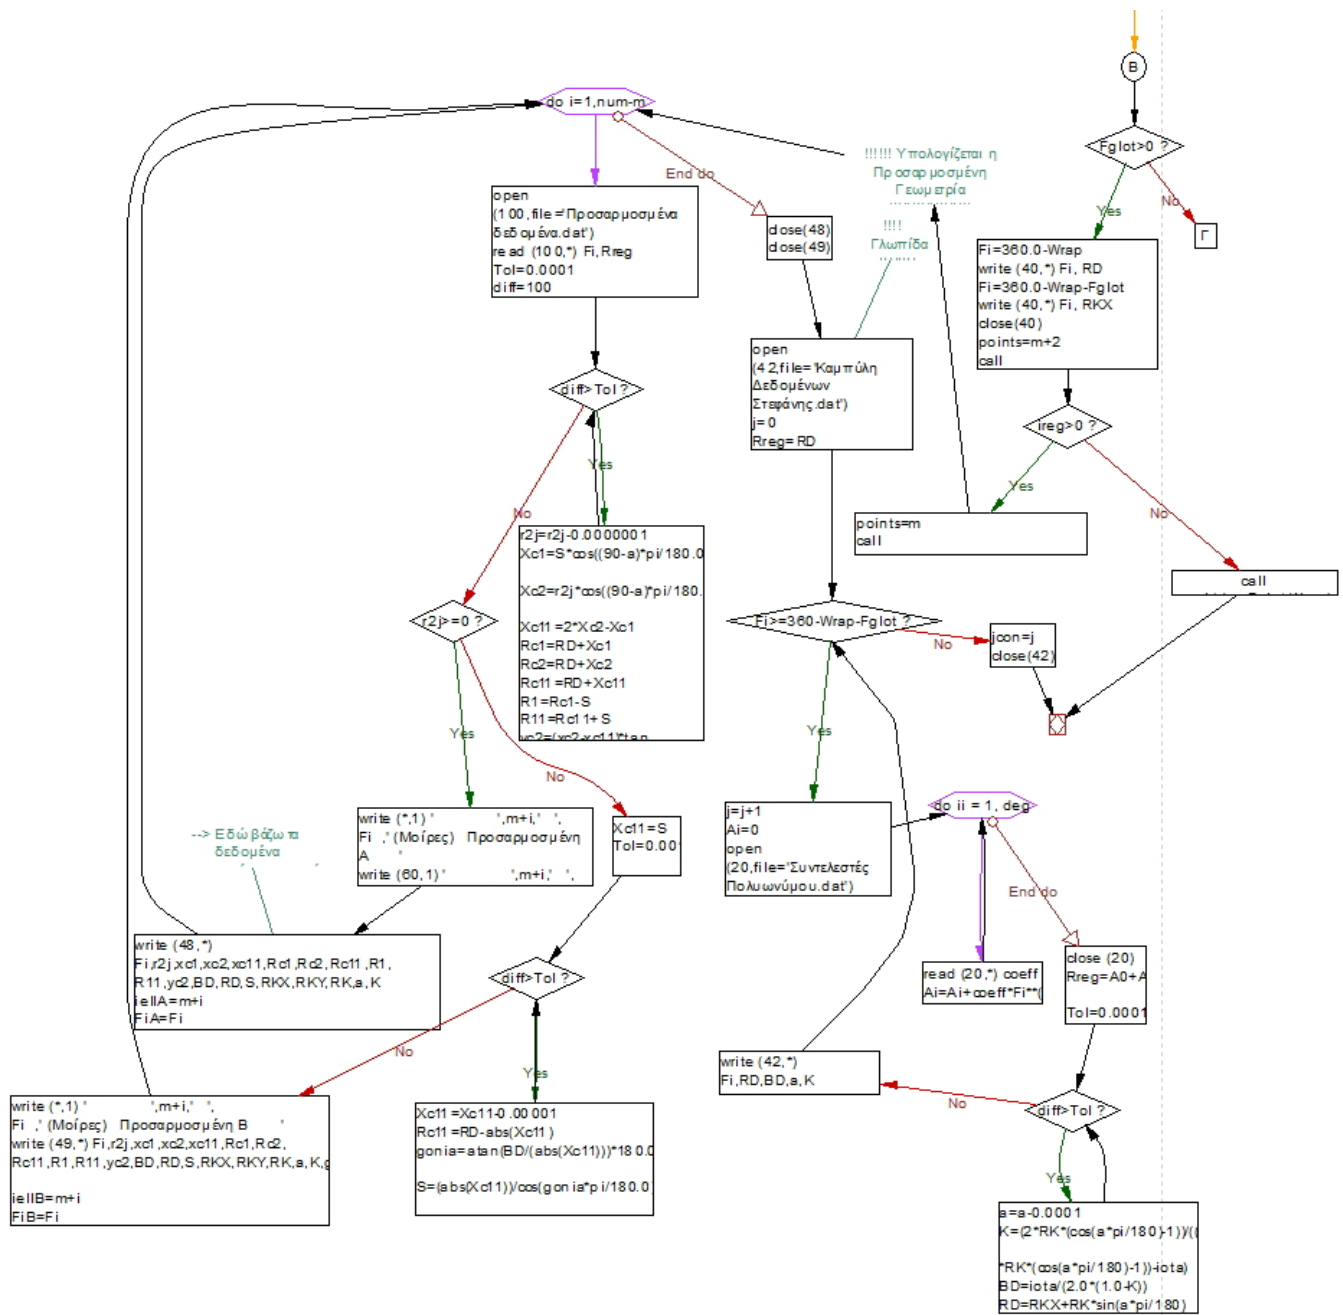 B
Fglot>0 ?
Yes
No
Γ
Fi=360.0-Wrap
write (40,*) Fi, RD
Fi=360.0-Wrap-Fglot
write (40,*) Fi, RKX
close(40)
points=m+2
call
ireg>0 ?
Yes
No
points=m
call
call
!!!!!! Υπολογίζεται η
Προσαρμοσμένη
Γεωμετρία
do i=1,num-m
End do
open
(100,file='Προσαρμοσμένα
δεδομένα.dat')
read (100,*) Fi,Rreg
Tol=0.0001
diff=100
diff>Tol ?
Yes
No
r2j=r2j-0.0000001
Xc1=S*cos((90-a)*pi/180.0
Xc2=r2j*cos((90-a)*pi/180.
Xc11=2*Xc2-Xc1
Rc1=RD+Xc1
Rc2=RD+Xc2
Rc11=RD+Xc11
R1=Rc1-S
R11=Rc11+S
yc2=(xc2-xc11)*tan
r2j>=0 ?
Yes
No
write (*,1) ' ',m+i,' ',
Fi ,' (Μοίρες) Προσαρμοσμένη
A '
write (60,1) ' ',m+i,' ',
--> Εδώ βάζω τα
δεδομένα
write (48,*)
Fi,r2j,xc1,xc2,xc11,Rc1,Rc2,Rc11,R1,
R11,yc2,BD,RD,S,RKX,RKY,RK,a,K
iellA=m+i
FiA=Fi
Xc11=S
Tol=0.00
diff>Tol ?
No
Yes
write (*,1) ' ',m+i,' ',
Fi ,' (Μοίρες) Προσαρμοσμένη B '
write (49,*) Fi,r2j,xc1,xc2,xc11,Rc1,Rc2,
Rc11,R1,R11,yc2,BD,RD,S,RKX,RKY,RK,a,K,
iellB=m+i
FiB=Fi
Xc11=Xc11-0.00001
Rc11=RD-abs(Xc11)
gonia=atan(BD/(abs(Xc11)))*180.0
S=(abs(Xc11))/cos(gonia*pi/180.0
close(48)
close(49)
!!!!
Γλωπίδα
open
(42,file='Καμπύλη
Δεδομένων
Στεφάνης.dat')
j=0
Rreg=RD
Fi>=360-Wrap-Fglot ?
Yes
No
jcon=j
close(42)
j=j+1
Ai=0
open
(20,file='Συντελεστές
Πολυωνύμου.dat')
do ii = 1, deg
End do
read (20,*) coeff
Ai=Ai+coeff*Fi**(
close (20)
Rreg=A0+A
Tol=0.0001
write (42,*)
Fi,RD,BD,a,K
No
diff>Tol ?
Yes
a=a-0.0001
K=(2*RK*(cos(a*pi/180)-1))/((
*RK*(cos(a*pi/180)-1))-iota)
BD=iota/(2.0*(1.0-K))
RD=RKX+RK*sin(a*pi/180)